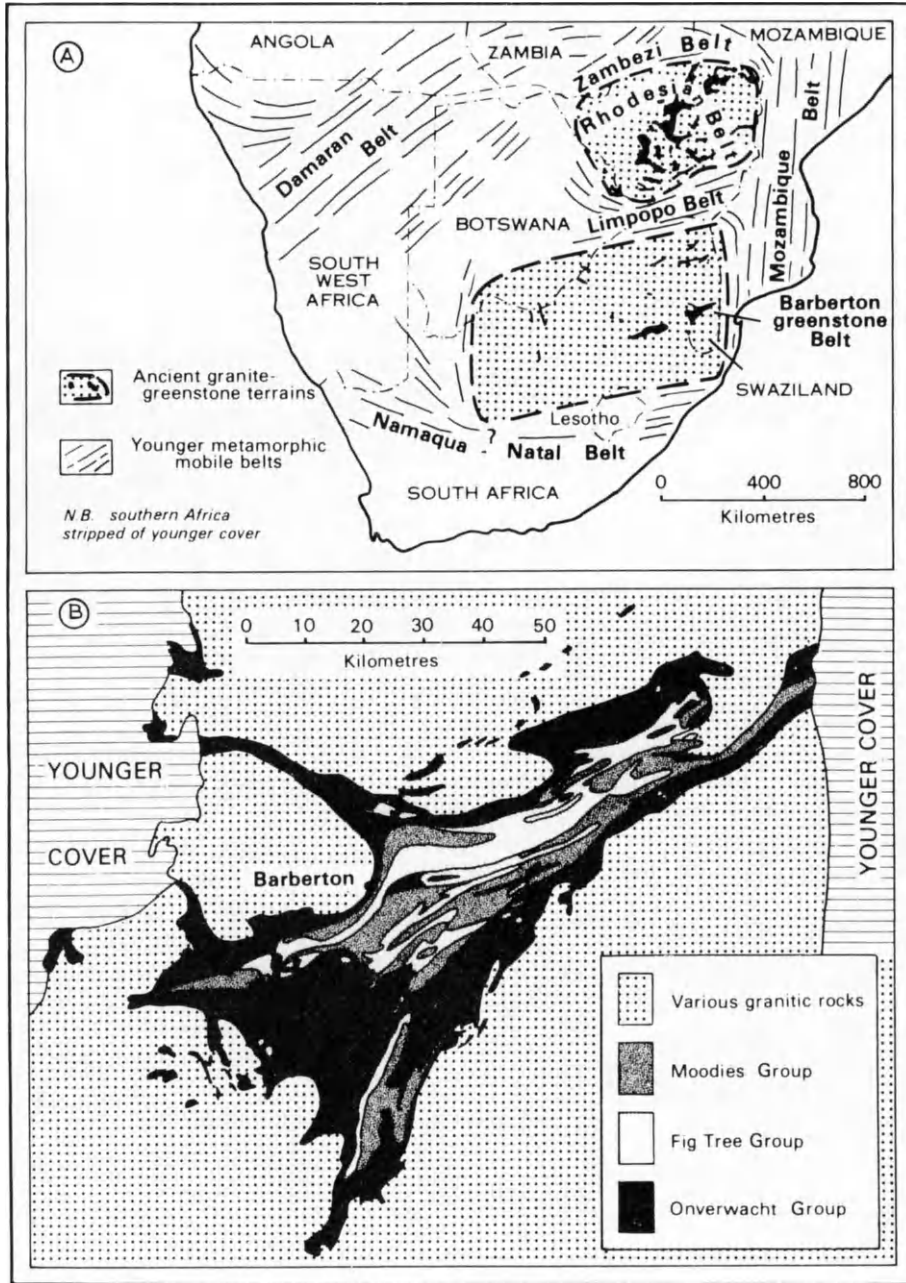 A
ANGOLA
ZAMBIA
MOZAMBIQUE
Zambezi Belt
Rhodesian Belt
Damaran Belt
Mozambique Belt
BOTSWANA
Limpopo Belt
SOUTH
WEST
AFRICA
Barberton
greenstone
Belt
SWAZILAND
Ancient granite-
greenstone terrains
Lesotho
Younger metamorphic
mobile belts
Namaqua ? Natal Belt
SOUTH AFRICA
0 400 800
Kilometres
N.B. southern Africa
stripped of younger cover
B
0 10 20 30 40 50
Kilometres
YOUNGER
COVER
YOUNGER COVER
Barberton
Various granitic rocks
Moodies Group
Fig Tree Group
Onverwacht Group